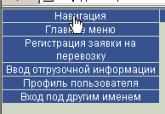 Навигация
Главное меню
Регистрация заявки на
перевозку
Ввод отгрузочной информации
Профиль пользователя
Вход под другим именем